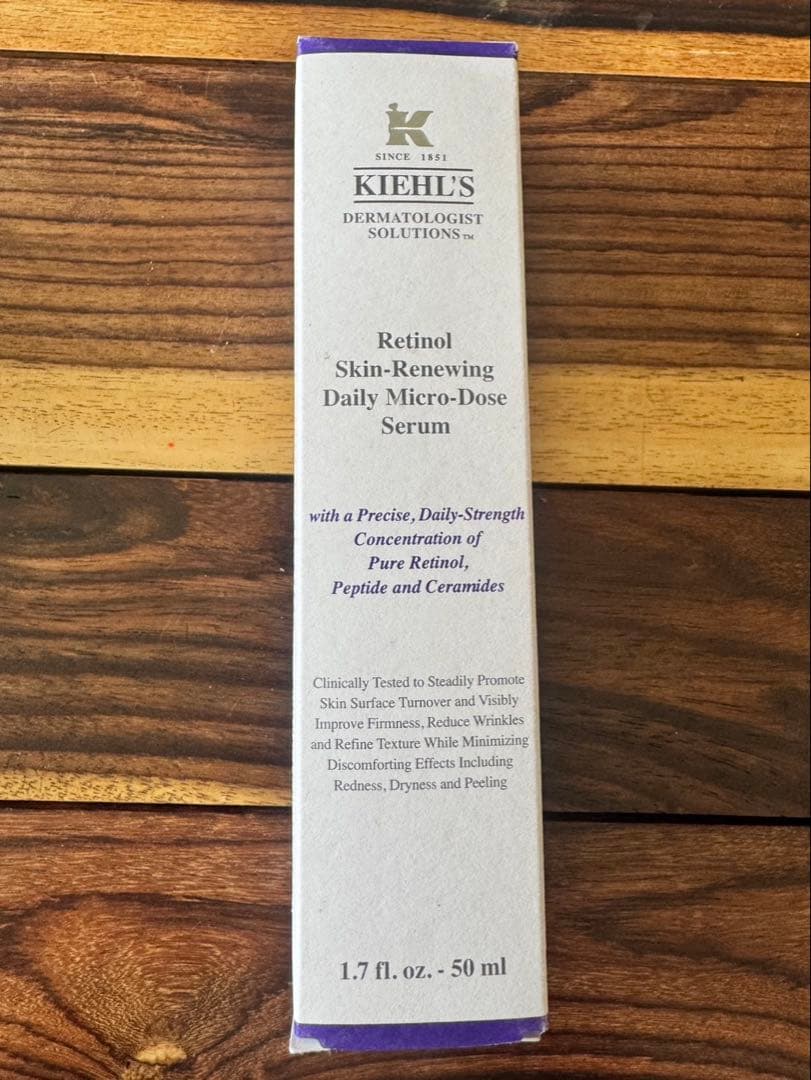 K
SINCE 1851
KIEHL'S
DERMATOLOGIST
SOLUTIONS™
Retinol
Skin-Renewing
Daily Micro-Dose
Serum
with a Precise, Daily-Strength
Concentration of
Pure Retinol,
Peptide and Ceramides
Clinically Tested to Steadily Promote
Skin Surface Turnover and Visibly
Improve Firmness, Reduce Wrinkles
and Refine Texture While Minimizing
Discomforting Effects Including
Redness, Dryness and Peeling
1.7 fl. oz. - 50 ml